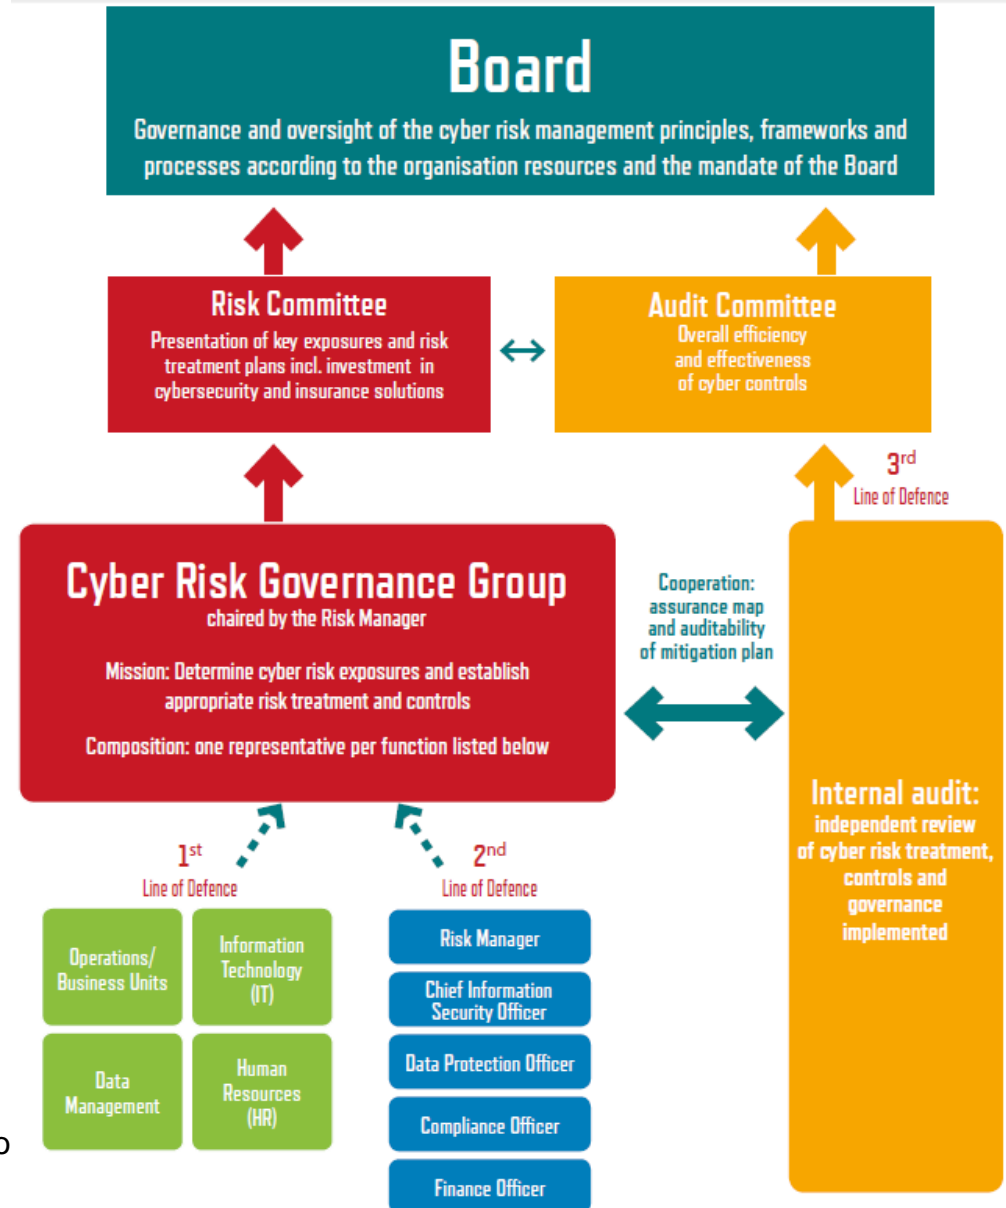 Board
Governance and oversight of the cyber risk management principles, frameworks and
processes according to the organisation resources and the mandate of the Board
Risk Committee
Presentation of key exposures and risk
treatment plans incl. investment in
cybersecurity and insurance solutions
Audit Committee
Overall efficiency
and effectiveness
of cyber controls
3rd
Line of Defence
Cyber Risk Governance Group
chaired by the Risk Manager
Mission: Determine cyber risk exposures and establish
appropriate risk treatment and controls
Composition: one representative per function listed below
Cooperation:
assurance map
and auditability
of mitigation plan
Internal audit:
independent review
of cyber risk treatment,
controls and
governance
implemented
1st
Line of Defence
2nd
Line of Defence
Operations/
Business Units
Information
Technology
(IT)
Data
Management
Human
Resources
(HR)
Risk Manager
Chief Information
Security Officer
Data Protection Officer
Compliance Officer
Finance Officer